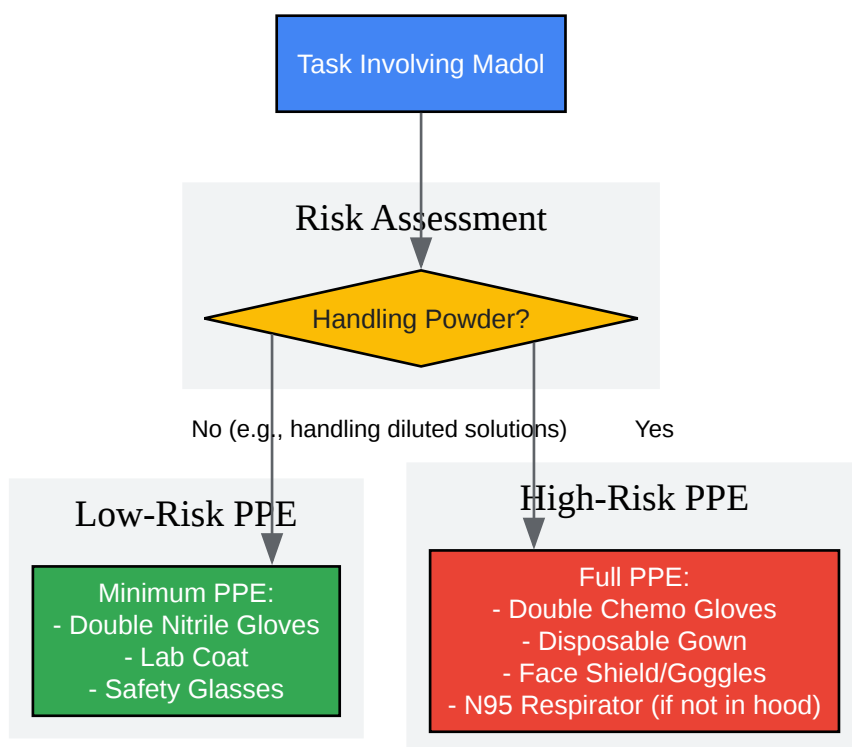 Task Involving Madol
Risk Assessment
Handling Powder?
No (e.g., handling diluted solutions)
Yes
Low-Risk PPE
Minimum PPE:
- Double Nitrile Gloves
- Lab Coat
- Safety Glasses
High-Risk PPE
Full PPE:
- Double Chemo Gloves
- Disposable Gown
- Face Shield/Goggles
- N95 Respirator (if not in hood)